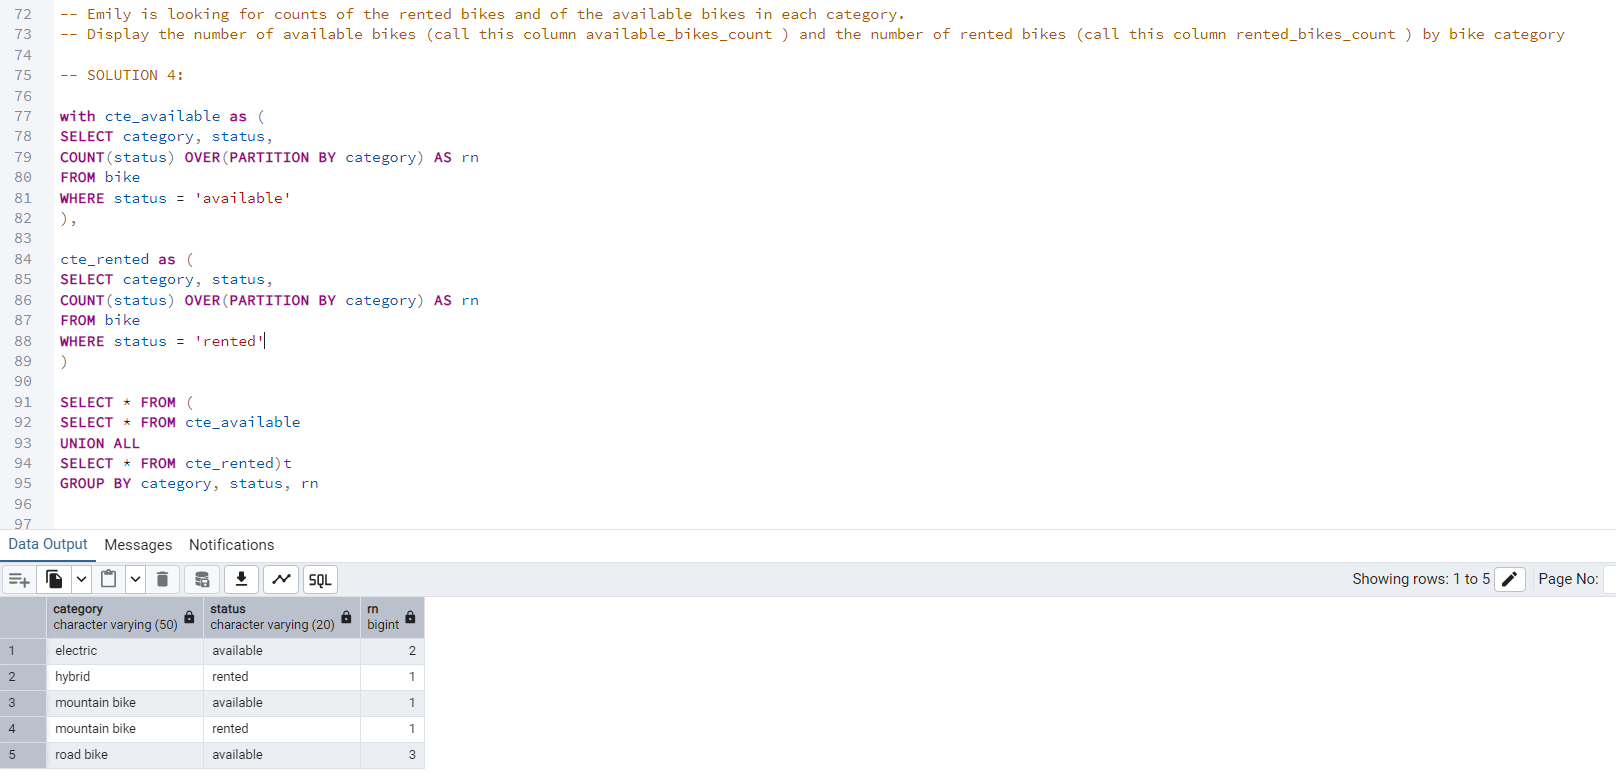 72 -- Emily is looking for counts of the rented bikes and of the available bikes in each category.
73 -- Display the number of available bikes (call this column available_bikes_count ) and the number of rented bikes (call this column rented_bikes_count ) by bike category
74
75 -- SOLUTION 4:
76
77 with cte_available as (
78 SELECT category, status,
79 COUNT(status) OVER(PARTITION BY category) AS rn
80 FROM bike
81 WHERE status = 'available'
82 ),
83
84 cte_rented as (
85 SELECT category, status,
86 COUNT(status) OVER(PARTITION BY category) AS rn
87 FROM bike
88 WHERE status = 'rented'
89 )
90
91 SELECT * FROM (
92 SELECT * FROM cte_available
93 UNION ALL
94 SELECT * FROM cte_rented)t
95 GROUP BY category, status, rn
96
97
Data Output Messages Notifications
SQL Showing rows: 1 to 5 Page No:
category status rn
character varying (50) character varying (20) bigint
1 electric available 2
2 hybrid rented 1
3 mountain bike available 1
4 mountain bike rented 1
5 road bike available 3